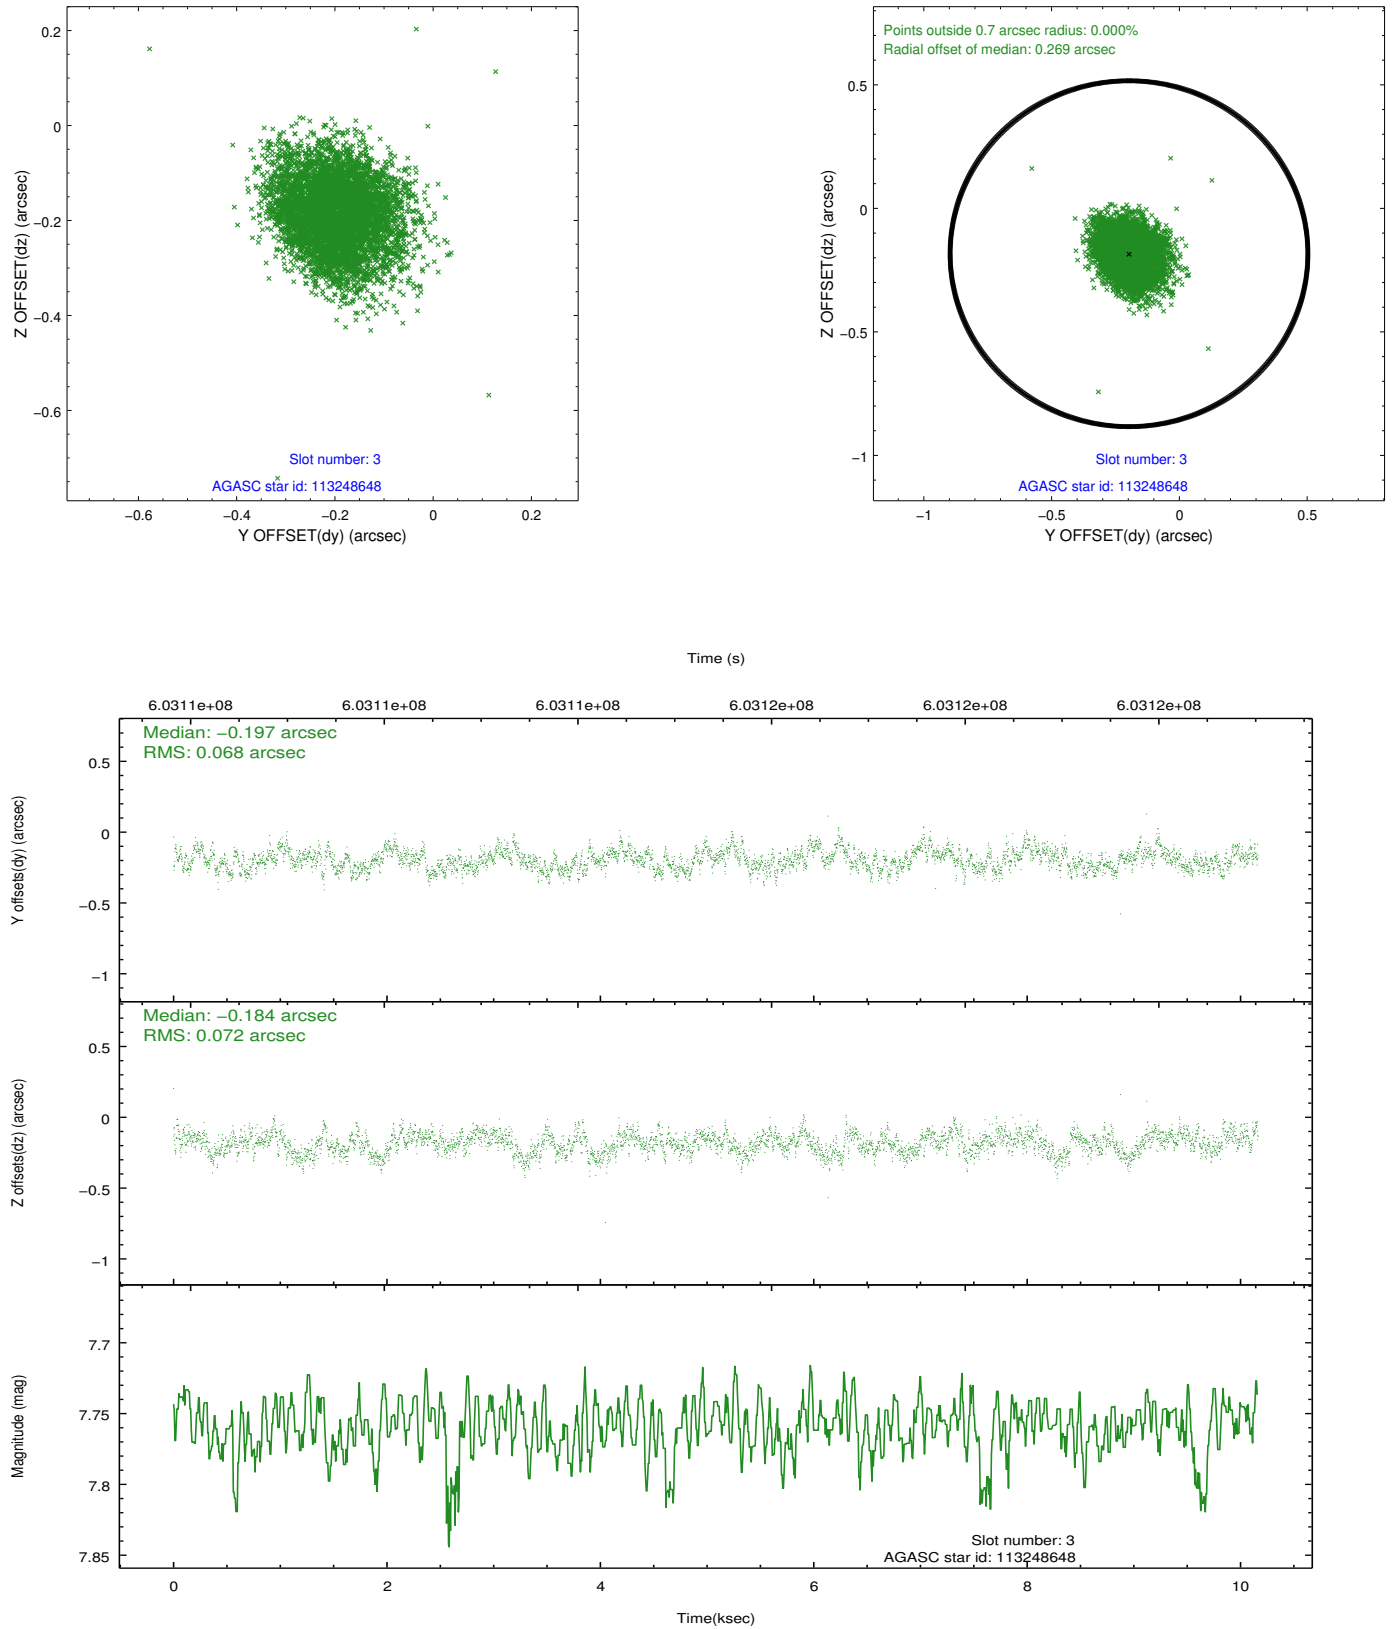 0.2
0
−0.2
−0.4
−0.6
Z OFFSET(dz) (arcsec)
Slot number: 3
AGASC star id: 113248648
−0.6
−0.4
−0.2
0
0.2
Y OFFSET(dy) (arcsec)
Points outside 0.7 arcsec radius: 0.000%
Radial offset of median: 0.269 arcsec
0.5
0
−0.5
−1
Z OFFSET(dz) (arcsec)
Slot number: 3
AGASC star id: 113248648
−1
−0.5
0
0.5
Y OFFSET(dy) (arcsec)
Time (s)
6.0311e+08
6.0311e+08
6.0311e+08
6.0312e+08
6.0312e+08
6.0312e+08
Median: −0.197 arcsec
RMS: 0.068 arcsec
0.5
0
−0.5
−1
Y offsets(dy) (arcsec)
Median: −0.184 arcsec
RMS: 0.072 arcsec
0.5
0
−0.5
−1
Z offsets(dz) (arcsec)
7.7
7.75
7.8
7.85
Magnitude (mag)
Slot number: 3
AGASC star id: 113248648
0
2
4
6
8
10
Time(ksec)